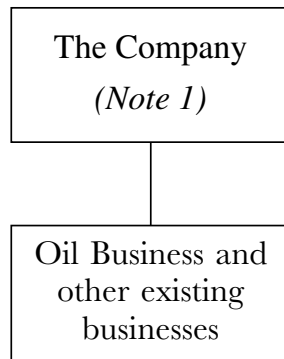 The Company
(Note 1)
Oil Business and
other existing
businesses